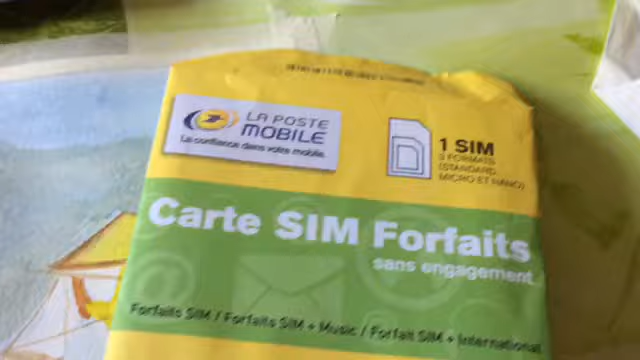 LA POSTE
MOBILE
La confiance dans votre mobile
1 SIM
3 FORMATS
(STANDARD,
MICRO ET NANO)
Carte SIM Forfaits
sans engagement
Forfaits SIM / Forfaits SIM + Music / Forfait SIM + International